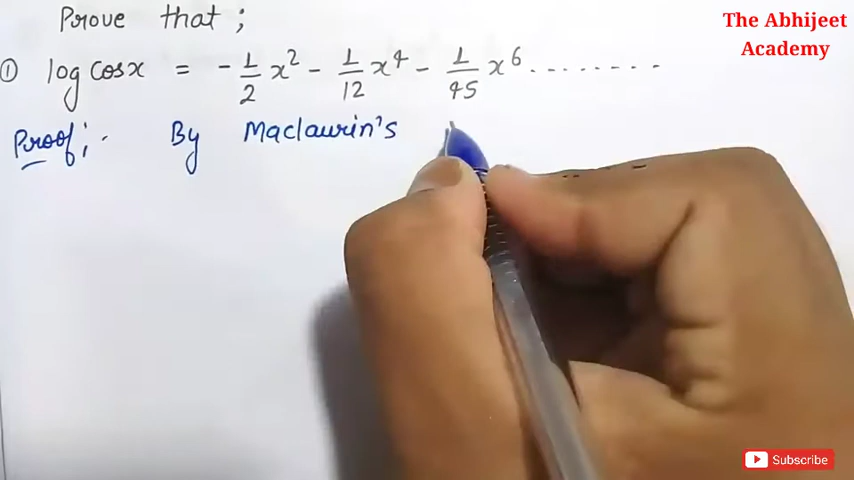 Prove that ;
The Abhijeet
Academy
① log cosx = - 1/2 x² - 1/12 x⁴ - 1/45 x⁶ ........
Proof ; - By Maclaurin's
Subscribe